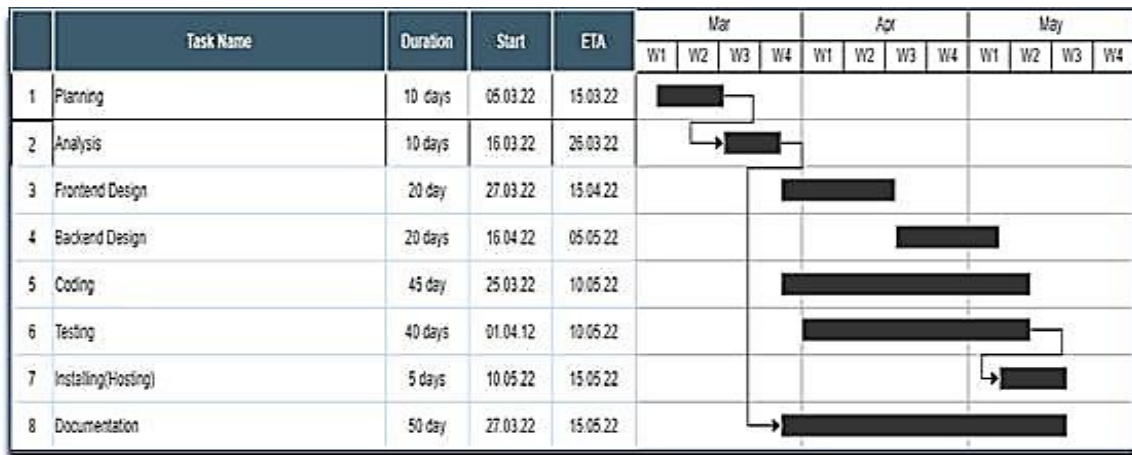 Task Name Duration Start ETA Mar Apr May
W1 W2 W3 W4 W1 W2 W3 W4 W1 W2 W3 W4
1 Planning 10 days 05.03.22 15.03.22
2 Analysis 10 days 16.03.22 26.03.22
3 Frontend Design 20 day 27.03.22 15.04.22
4 Backend Design 20 days 16.04.22 05.05.22
5 Coding 45 day 25.03.22 10.05.22
6 Testing 40 days 01.04.12 10.05.22
7 Installing(Hosting) 5 days 10.05.22 15.05.22
8 Documentation 50 day 27.03.22 15.05.22